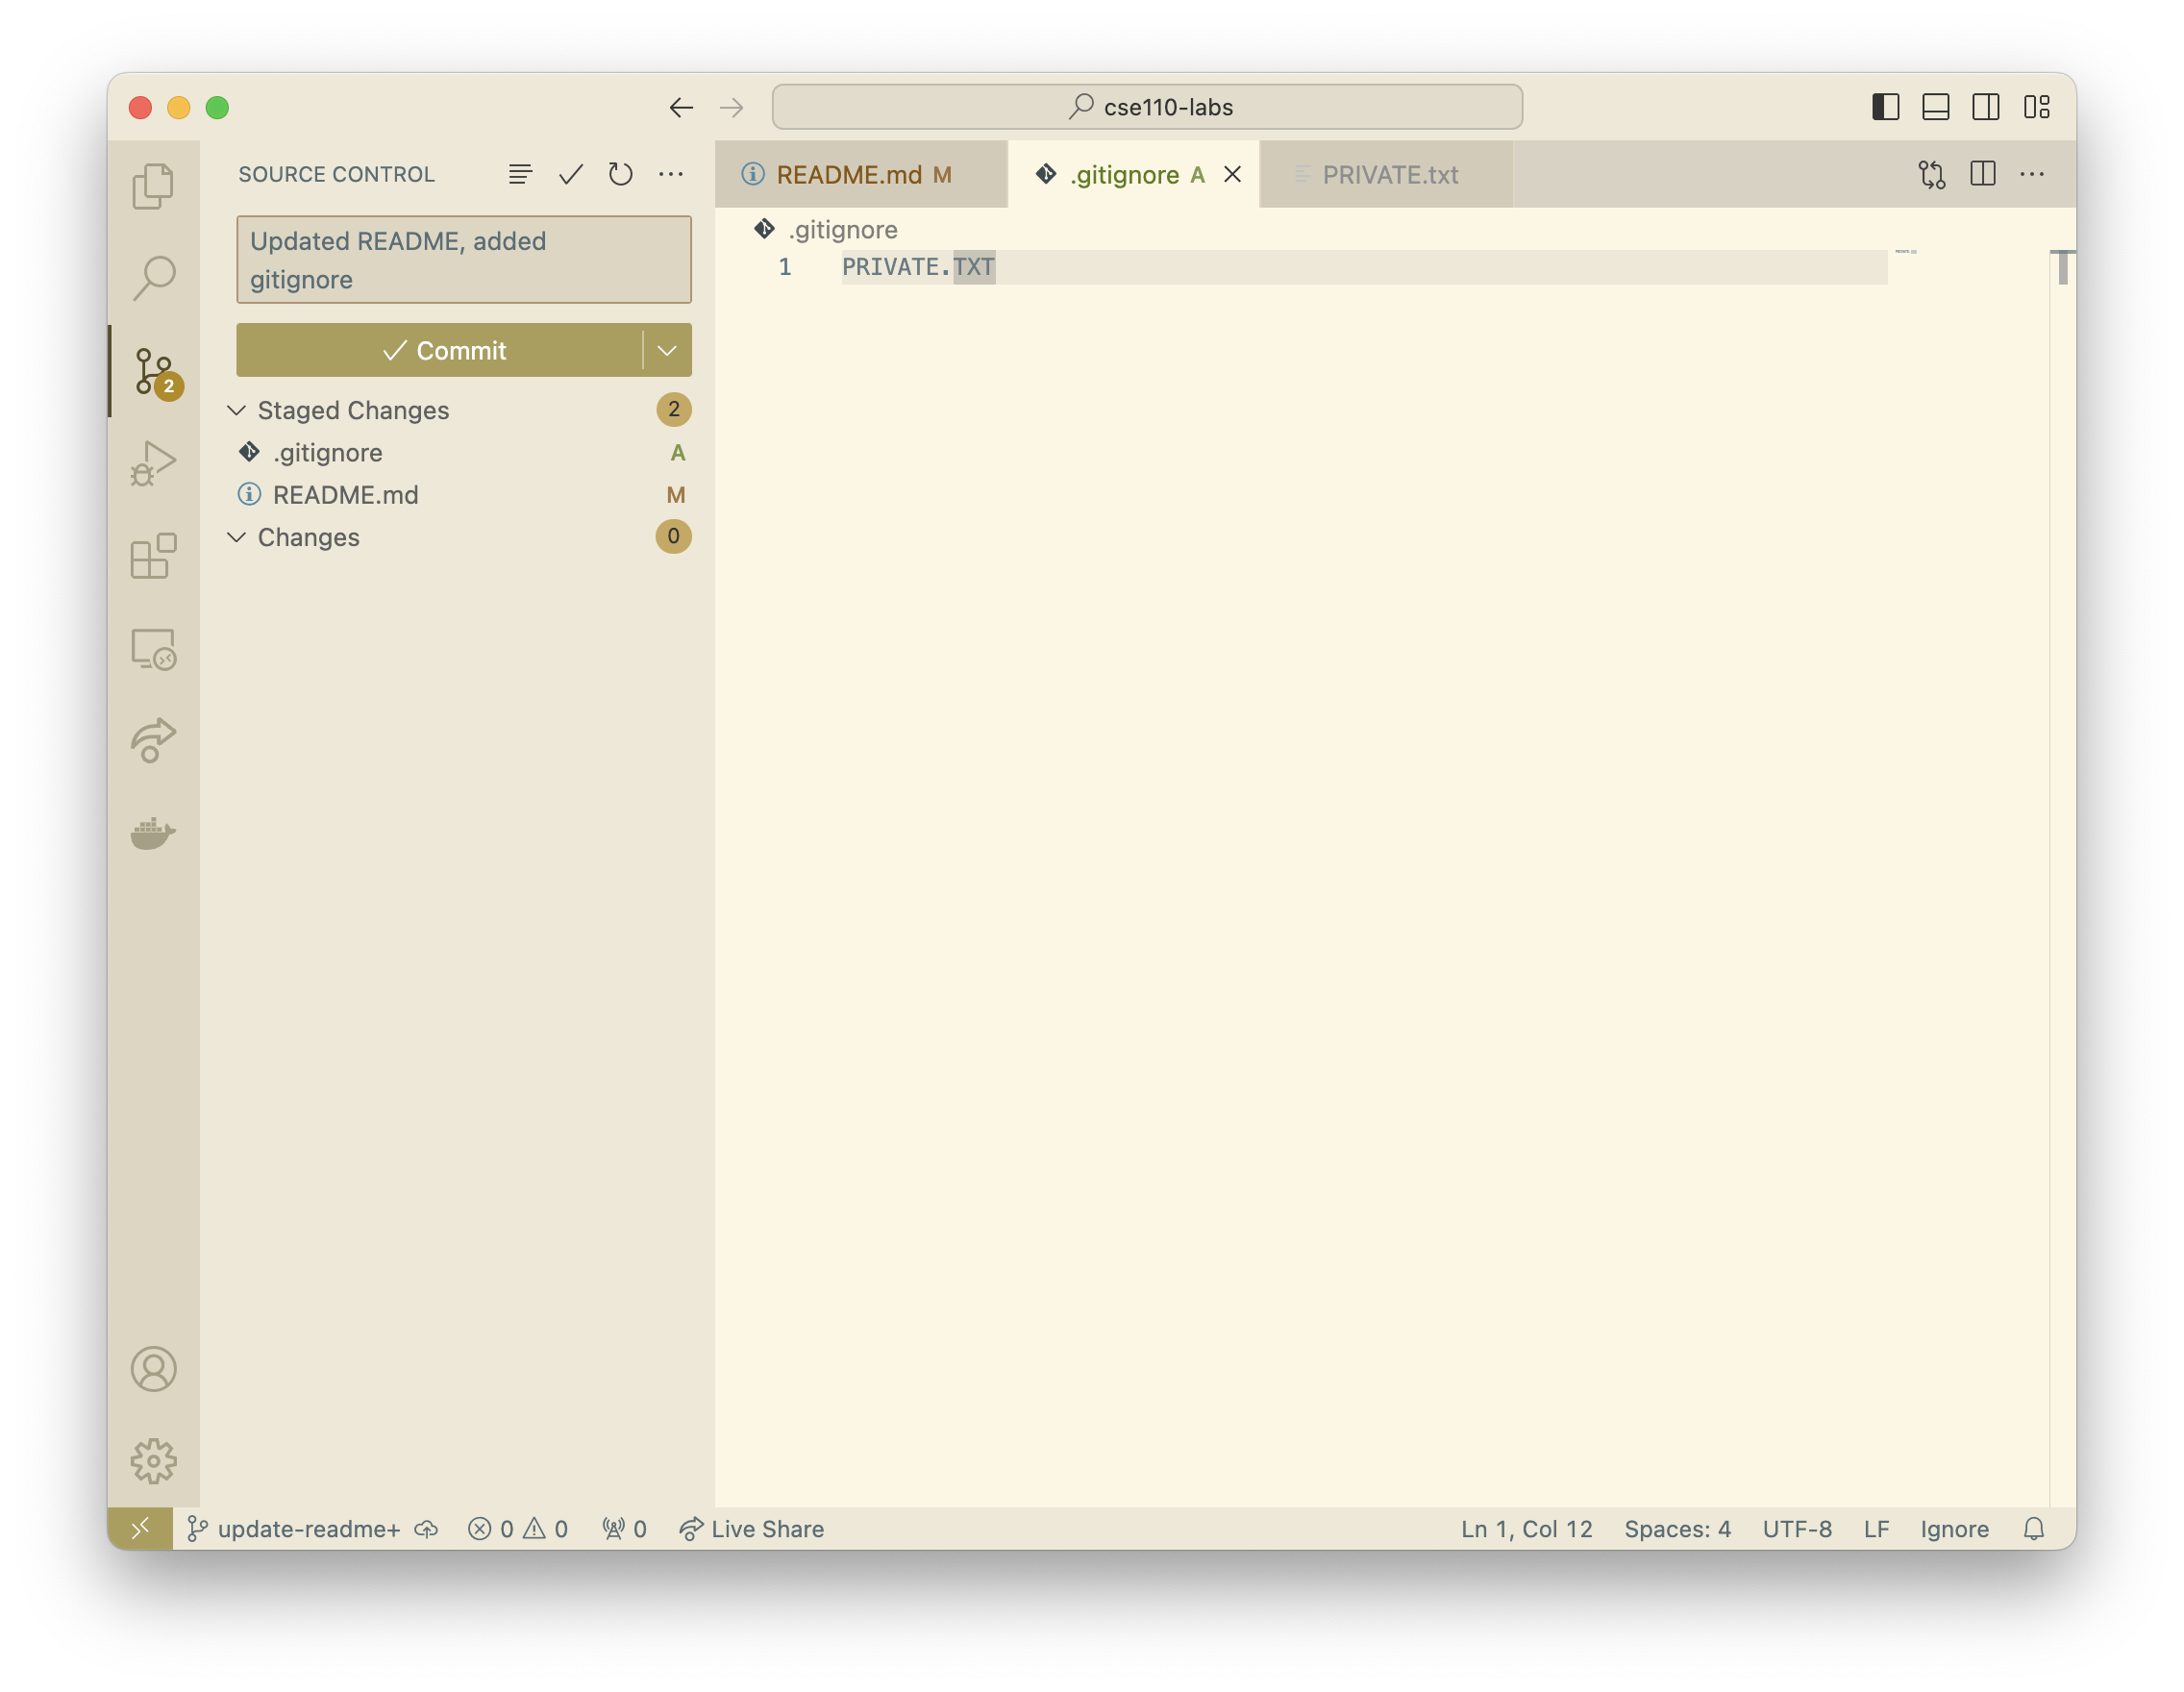 cse110-labs
SOURCE CONTROL
Updated README, added
gitignore
Commit
Staged Changes 2
.gitignore A
README.md M
Changes 0
2
README.md M
.gitignore A
PRIVATE.txt
.gitignore
1 PRIVATE.TXT
update-readme+ 0 0 0 Live Share Ln 1, Col 12 Spaces: 4 UTF-8 LF Ignore